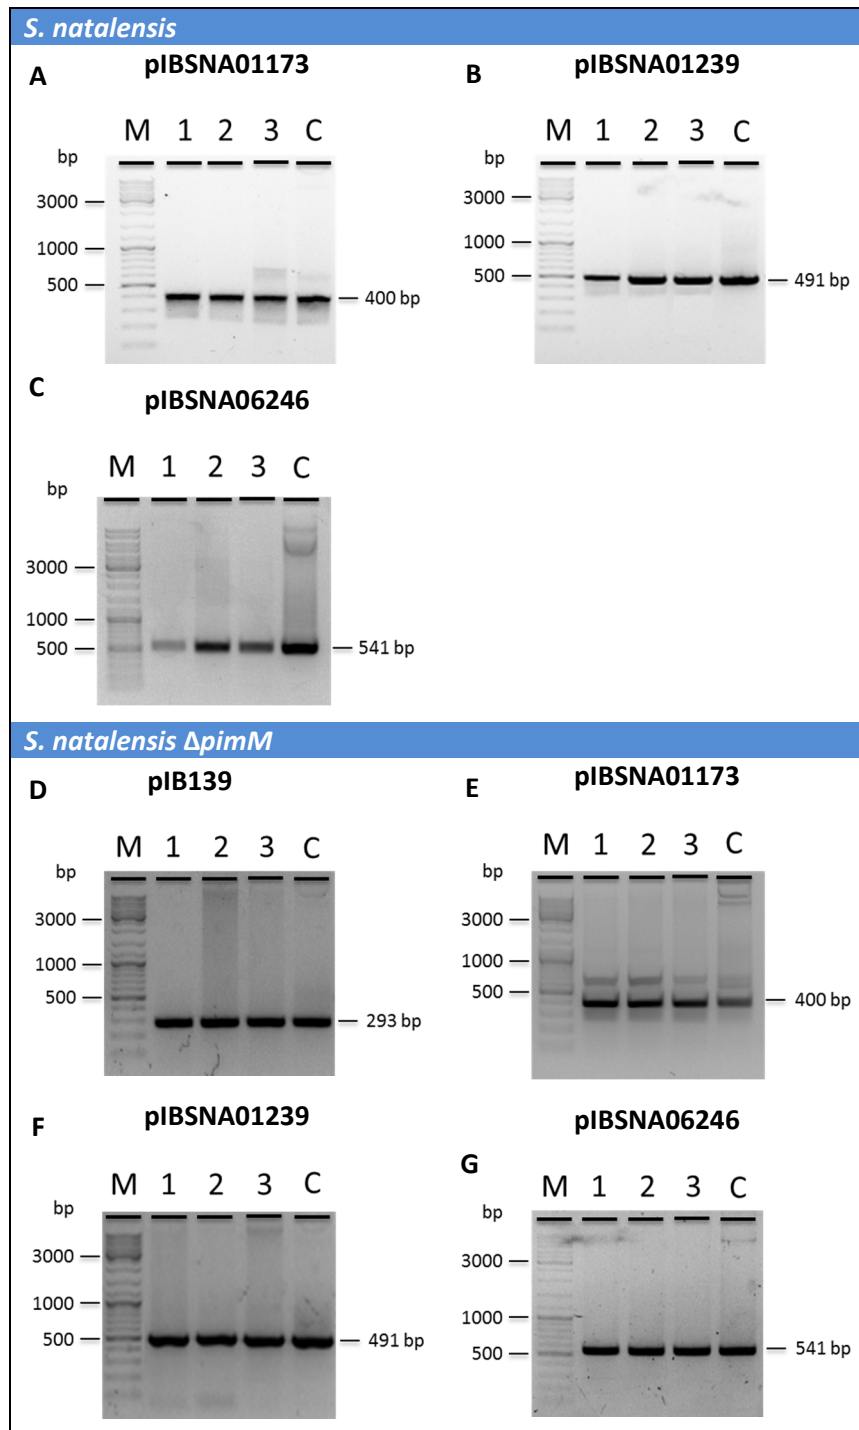 S. natalensis
A
pIBSNA01173
M 1 2 3 C
bp
3000
1000
500
400 bp
B
pIBSNA01239
M 1 2 3 C
bp
3000
1000
500
491 bp
C
pIBSNA06246
M 1 2 3 C
bp
3000
1000
500
541 bp
S. natalensis ΔpimM
D
pIB139
M 1 2 3 C
bp
3000
1000
500
293 bp
E
pIBSNA01173
M 1 2 3 C
bp
3000
1000
500
400 bp
F
pIBSNA01239
M 1 2 3 C
bp
3000
1000
500
491 bp
G
pIBSNA06246
M 1 2 3 C
bp
3000
1000
500
541 bp